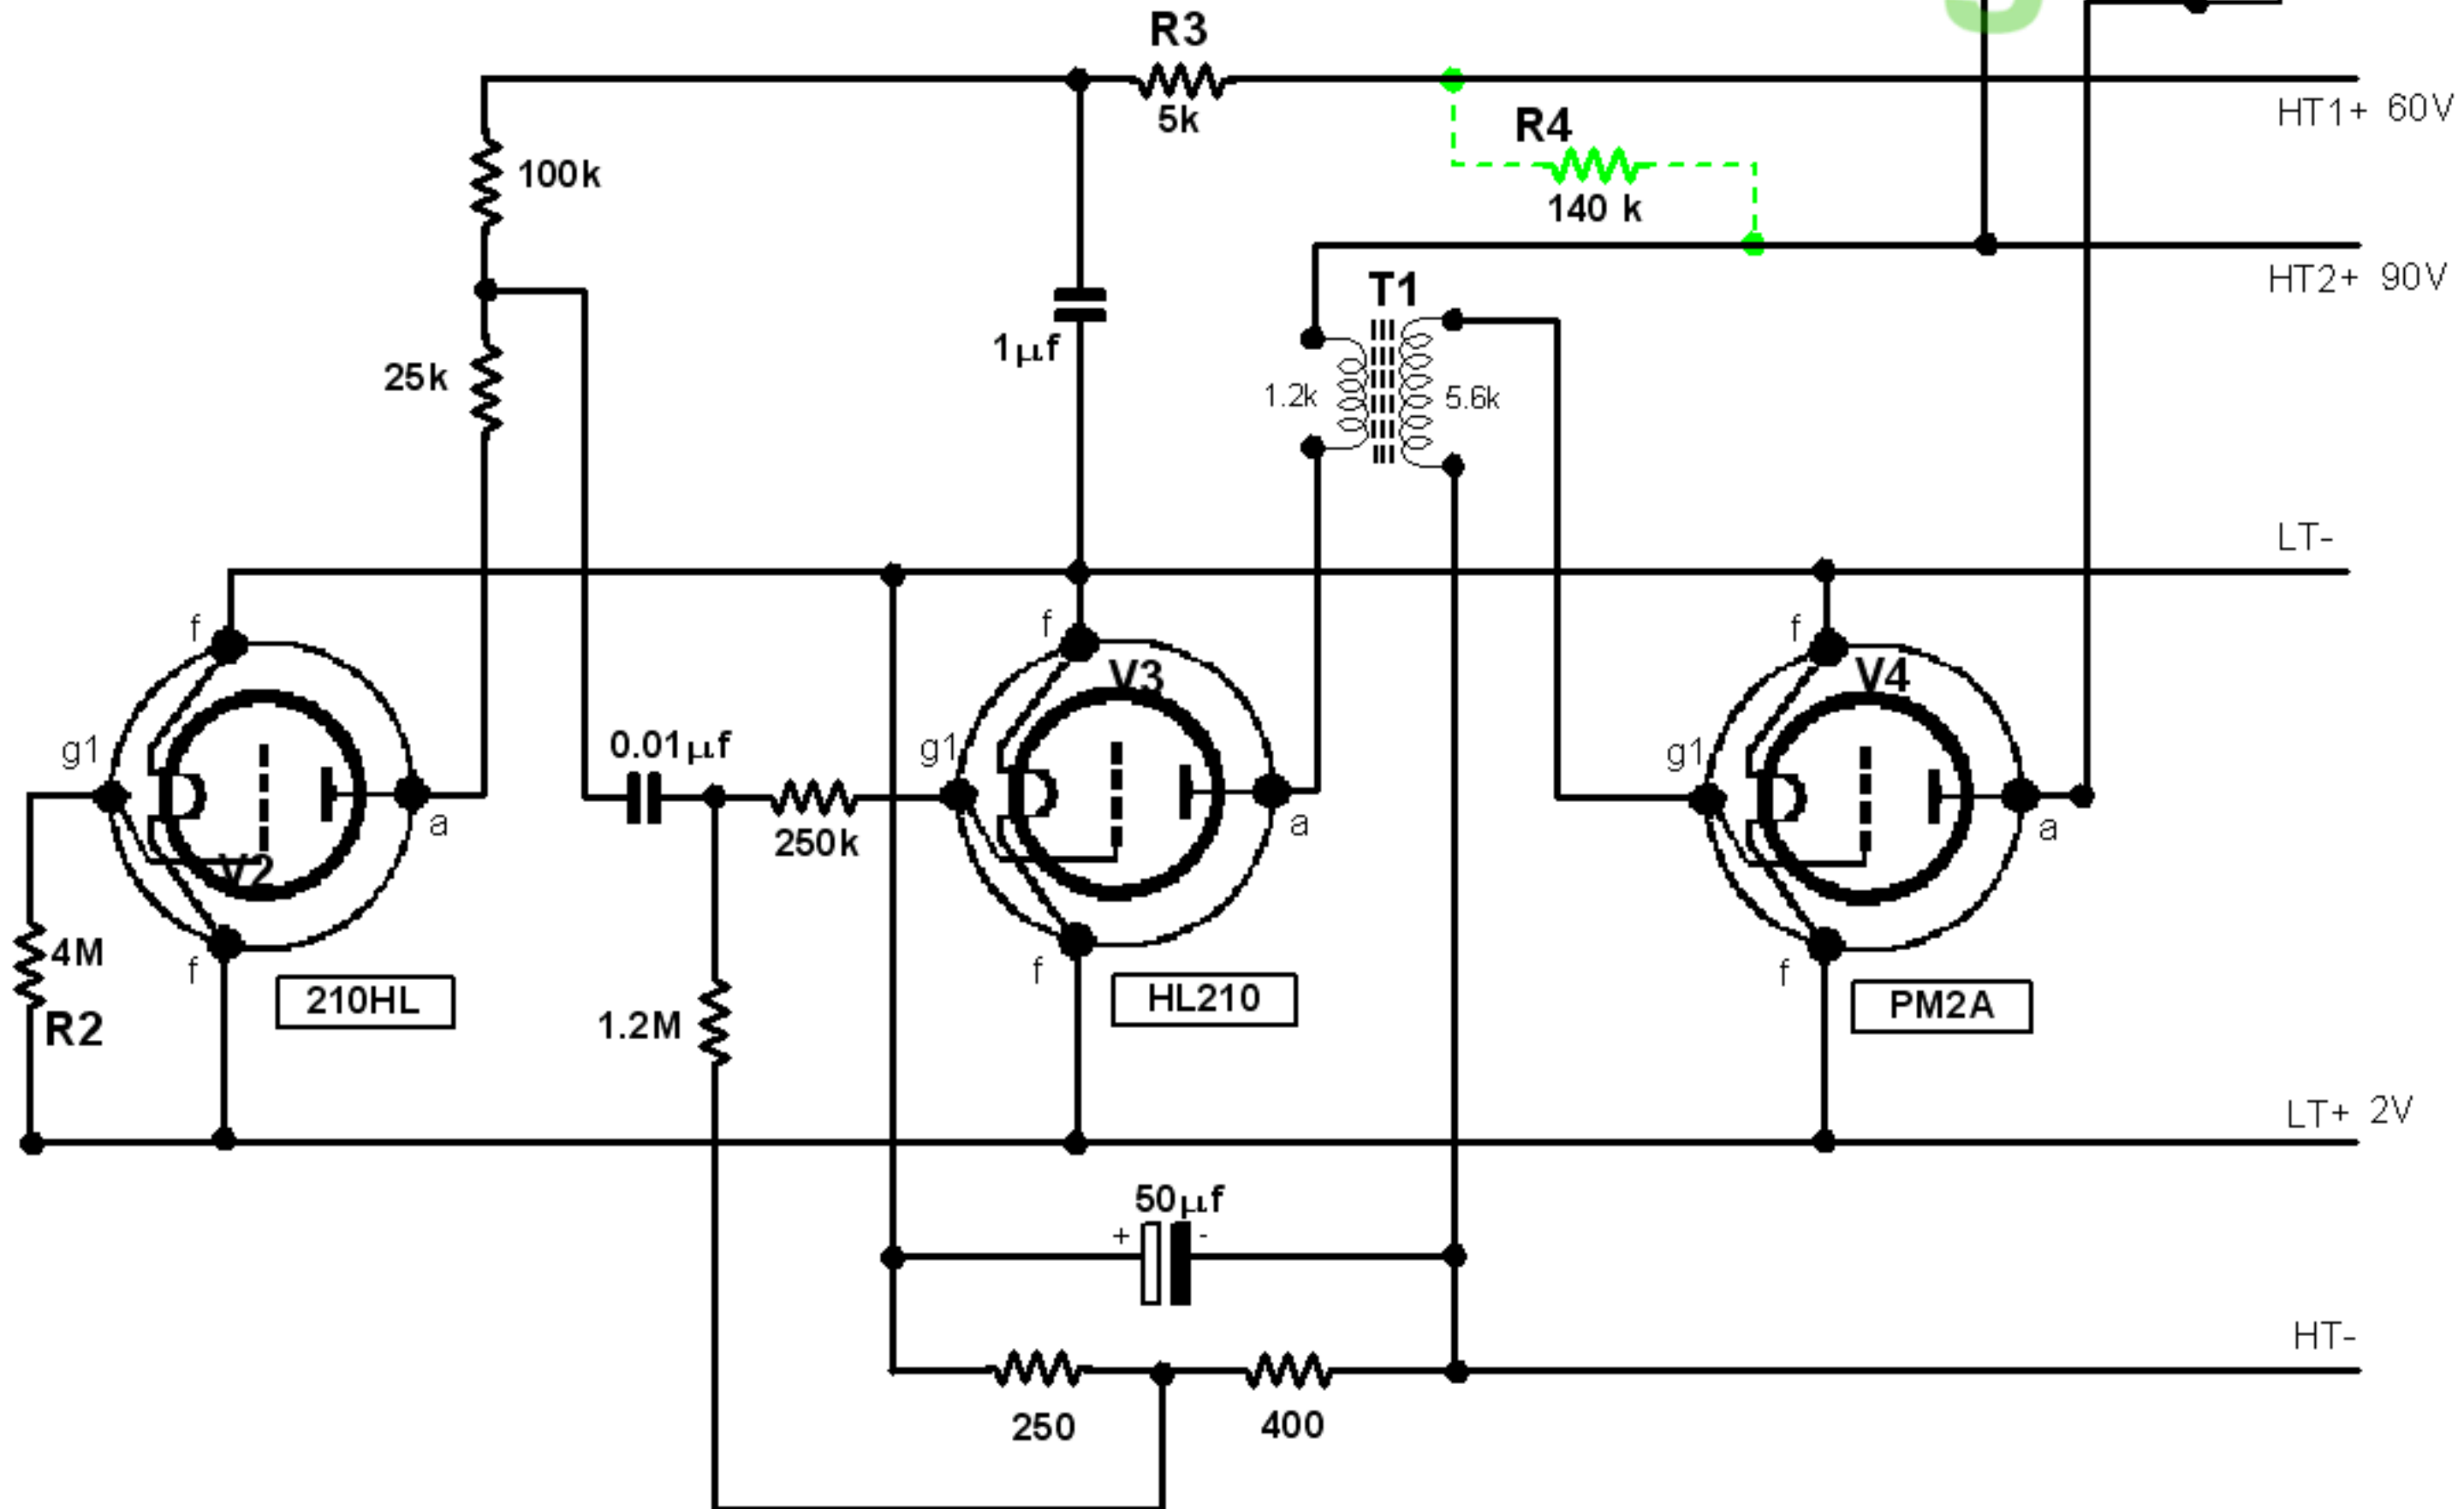 R3
5k
HT1+ 60V
R4
140 k
100k
HT2+ 90V
T1
1µf
25k
1.2k
5.6k
LT-
f
f
f
V3
V4
g1
0.01µf
g1
g1
250k
a
a
a
V2
4M
f
f
f
210HL
HL210
PM2A
R2
1.2M
LT+ 2V
50µf
+
-
HT-
250
400